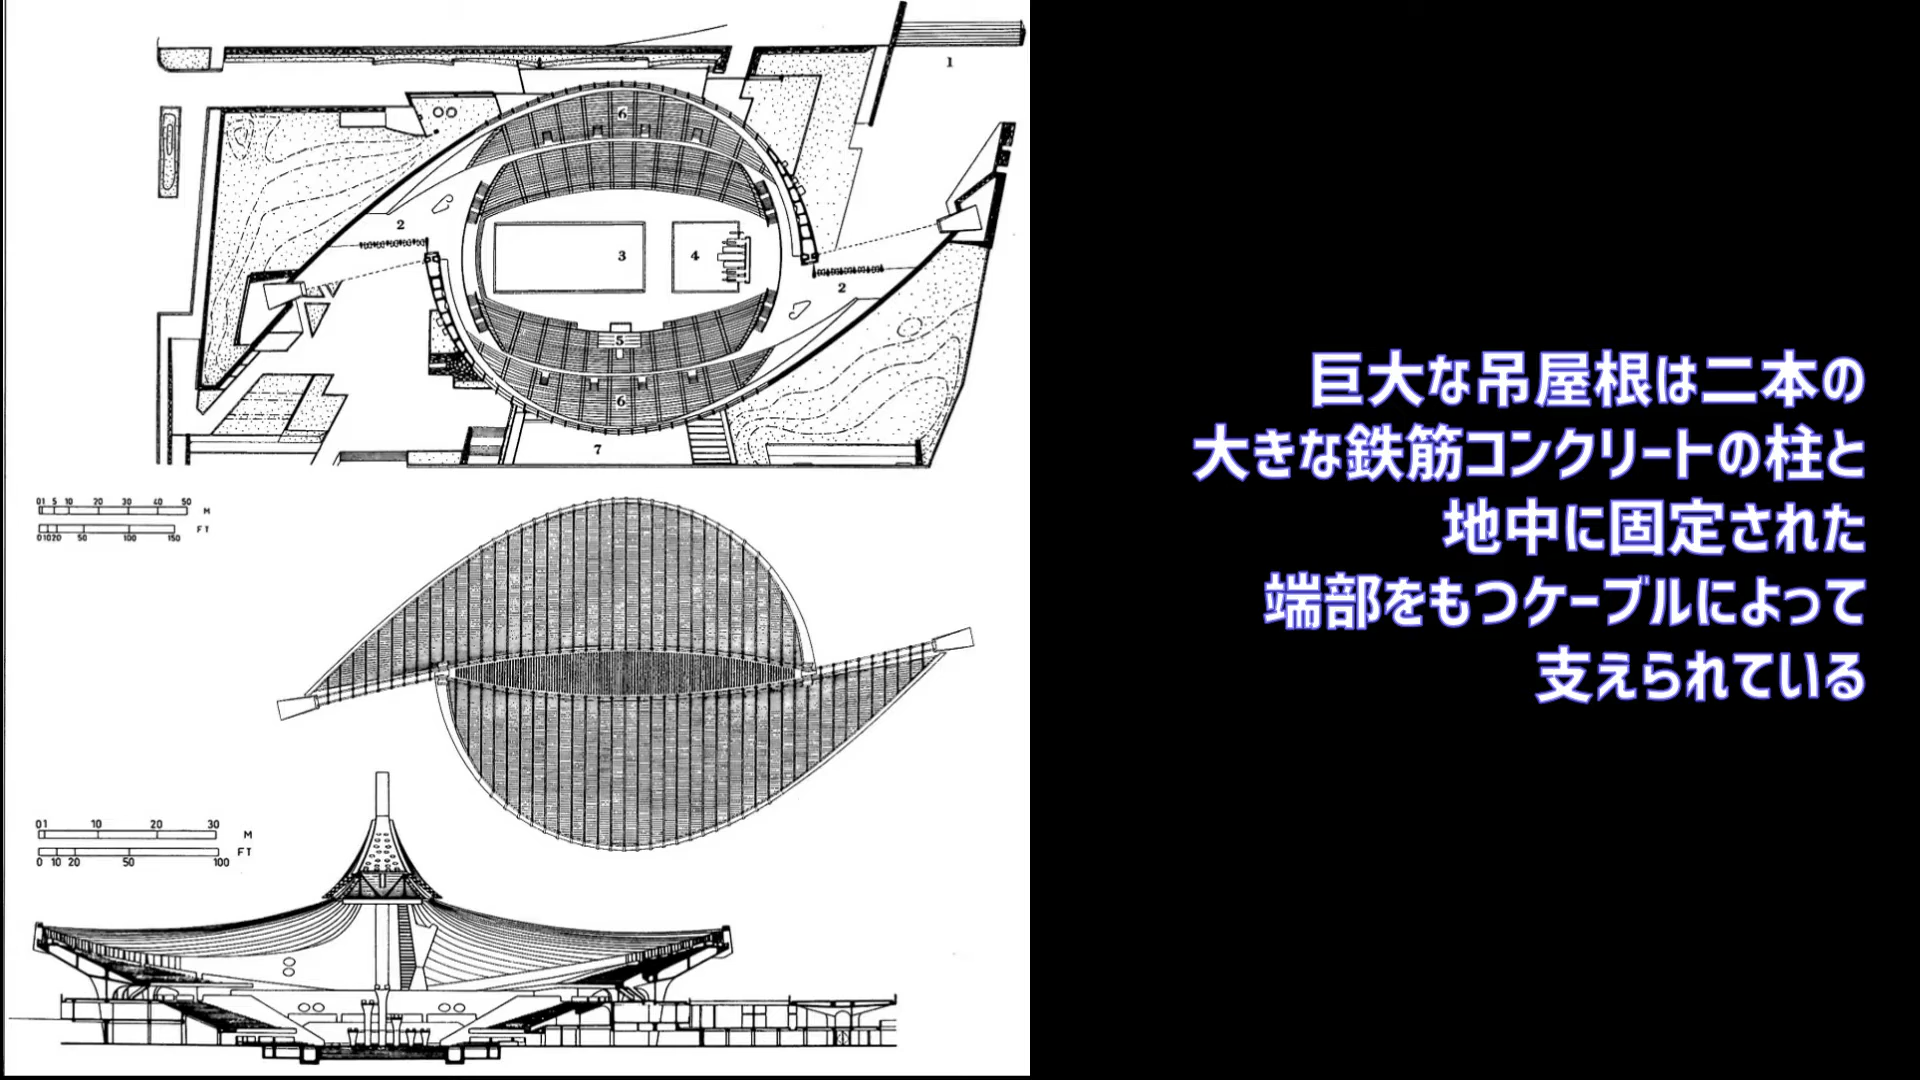 1
6
2
3
4
2
5
6
7
01 5 10 20 30 40 50 M
01020 50 100 150 FT
01 10 20 30 M
0 10 20 50 100 FT
巨大な吊屋根は二本の
大きな鉄筋コンクリートの柱と
地中に固定された
端部をもつケーブルによって
支えられている